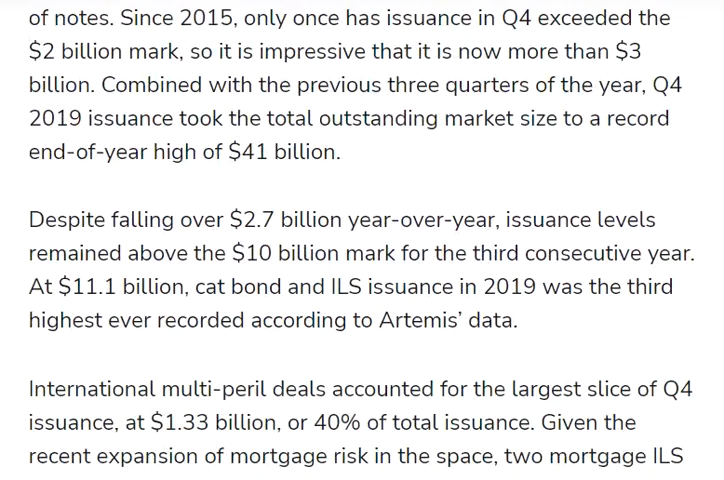 of notes. Since 2015, only once has issuance in Q4 exceeded the
$2 billion mark, so it is impressive that it is now more than $3
billion. Combined with the previous three quarters of the year, Q4
2019 issuance took the total outstanding market size to a record
end-of-year high of $41 billion.
Despite falling over $2.7 billion year-over-year, issuance levels
remained above the $10 billion mark for the third consecutive year.
At $11.1 billion, cat bond and ILS issuance in 2019 was the third
highest ever recorded according to Artemis’ data.
International multi-peril deals accounted for the largest slice of Q4
issuance, at $1.33 billion, or 40% of total issuance. Given the
recent expansion of mortgage risk in the space, two mortgage ILS